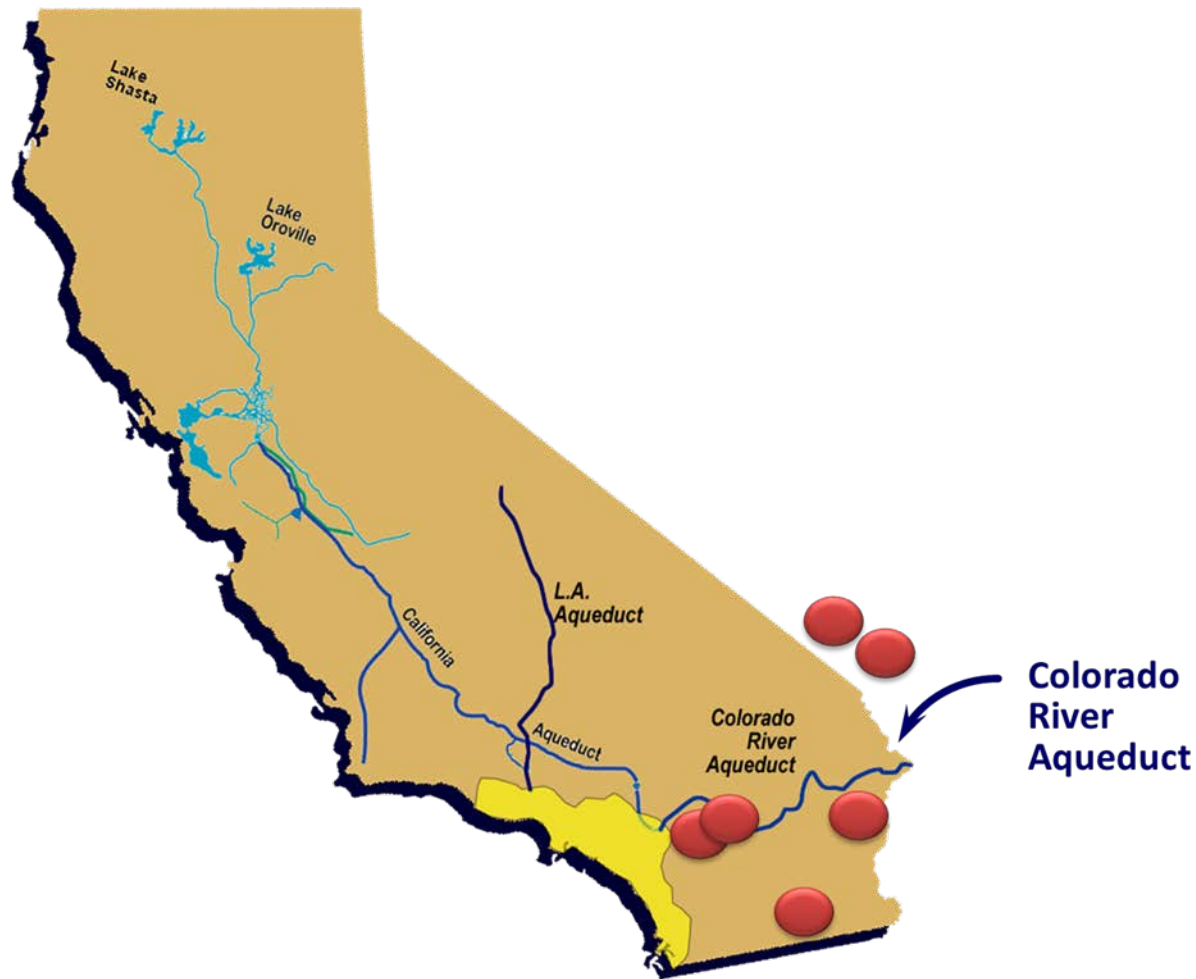 Lake
Shasta
Lake
Oroville
L.A.
Aqueduct
California
Aqueduct
Colorado
River
Aqueduct
Colorado
River
Aqueduct